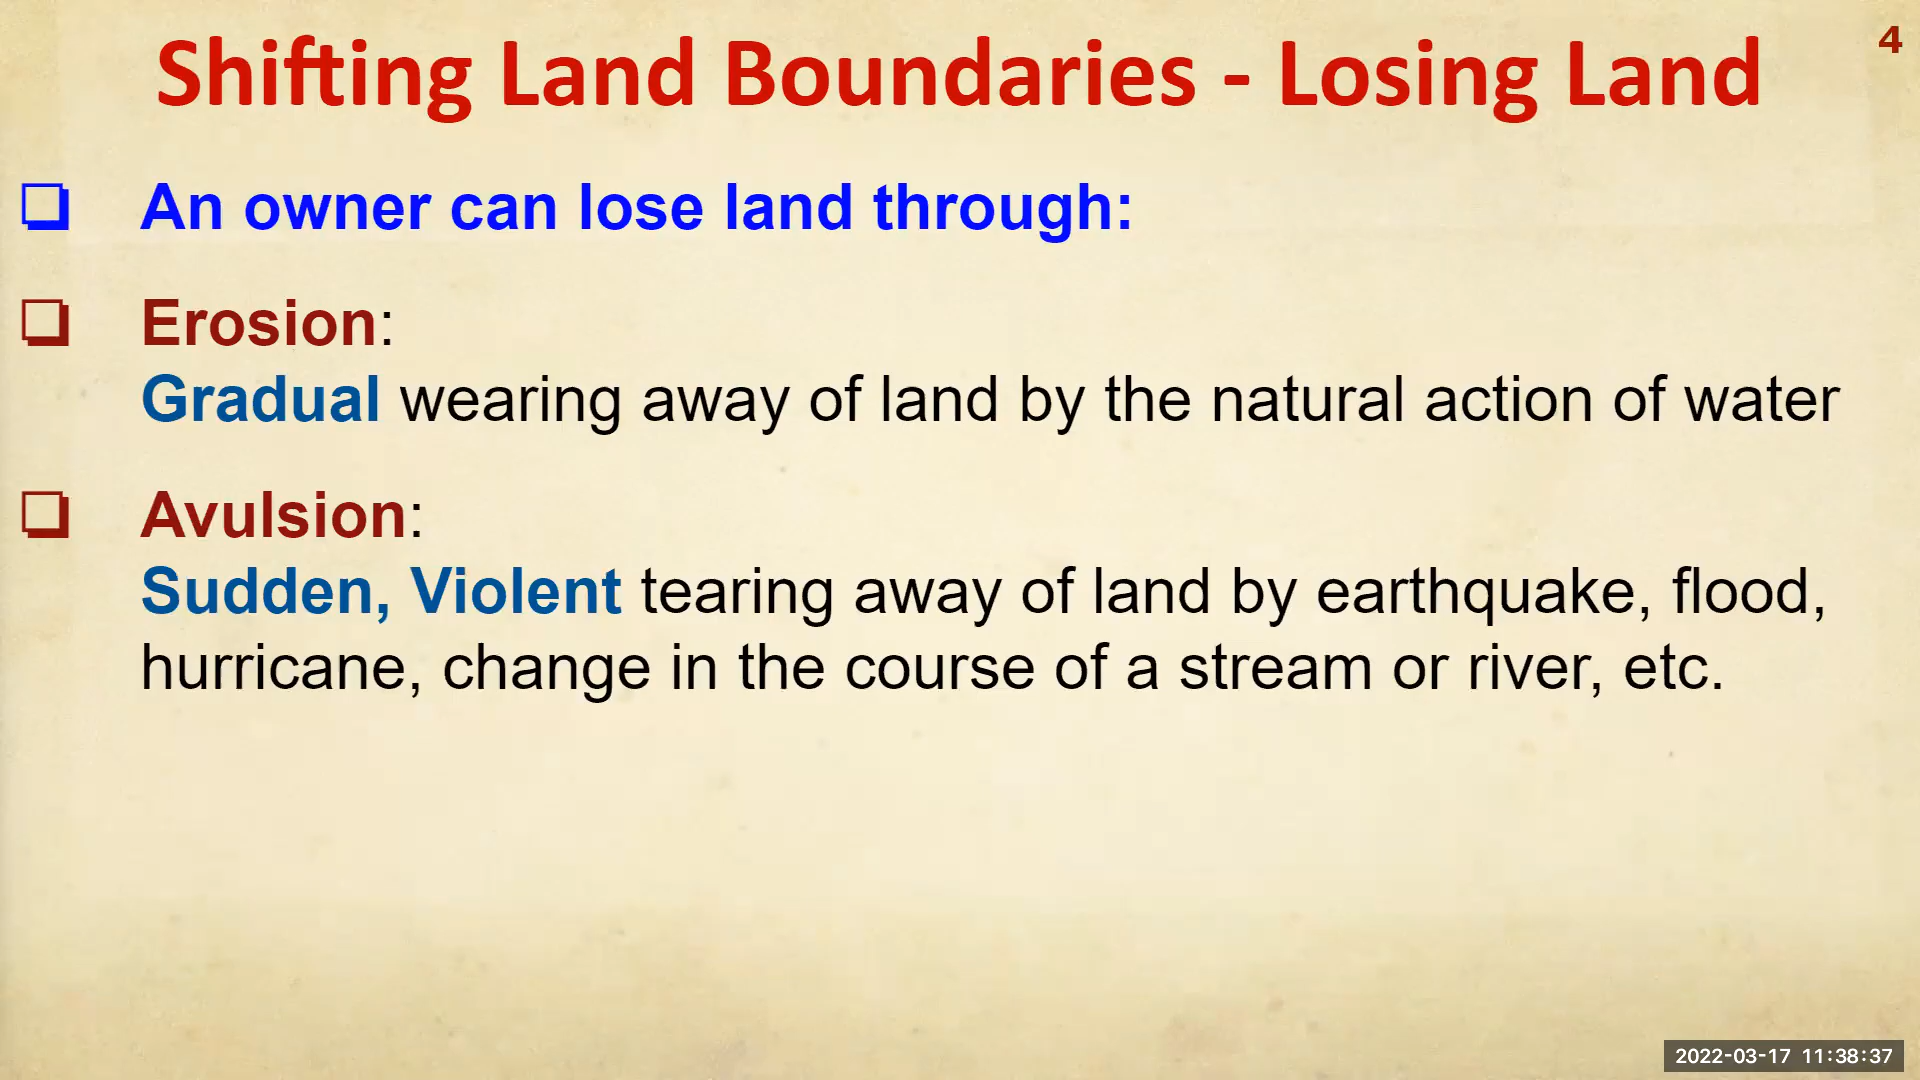 Shifting Land Boundaries - Losing Land
4
An owner can lose land through:
Erosion:
Gradual wearing away of land by the natural action of water
Avulsion:
Sudden, Violent tearing away of land by earthquake, flood,
hurricane, change in the course of a stream or river, etc.
2022-03-17 11:38:37